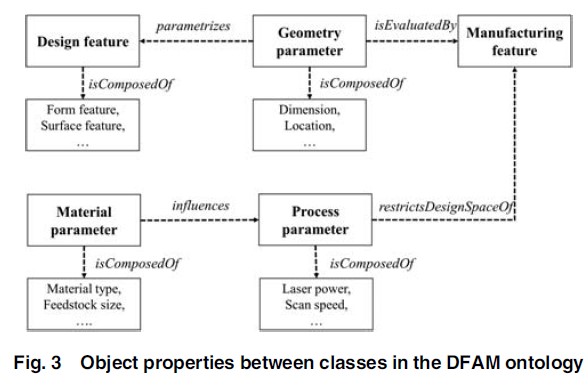 parametrizes
isEvaluatedBy
Design feature
Geometry
parameter
Manufacturing
feature
isComposedOf
isComposedOf
Form feature,
Surface feature,
…
Dimension,
Location,
…
Material
parameter
influences
Process
parameter
restrictsDesignSpaceOf
isComposedOf
isComposedOf
Material type,
Feedstock size,
….
Laser power,
Scan speed,
…
Fig. 3 Object properties between classes in the DFAM ontology